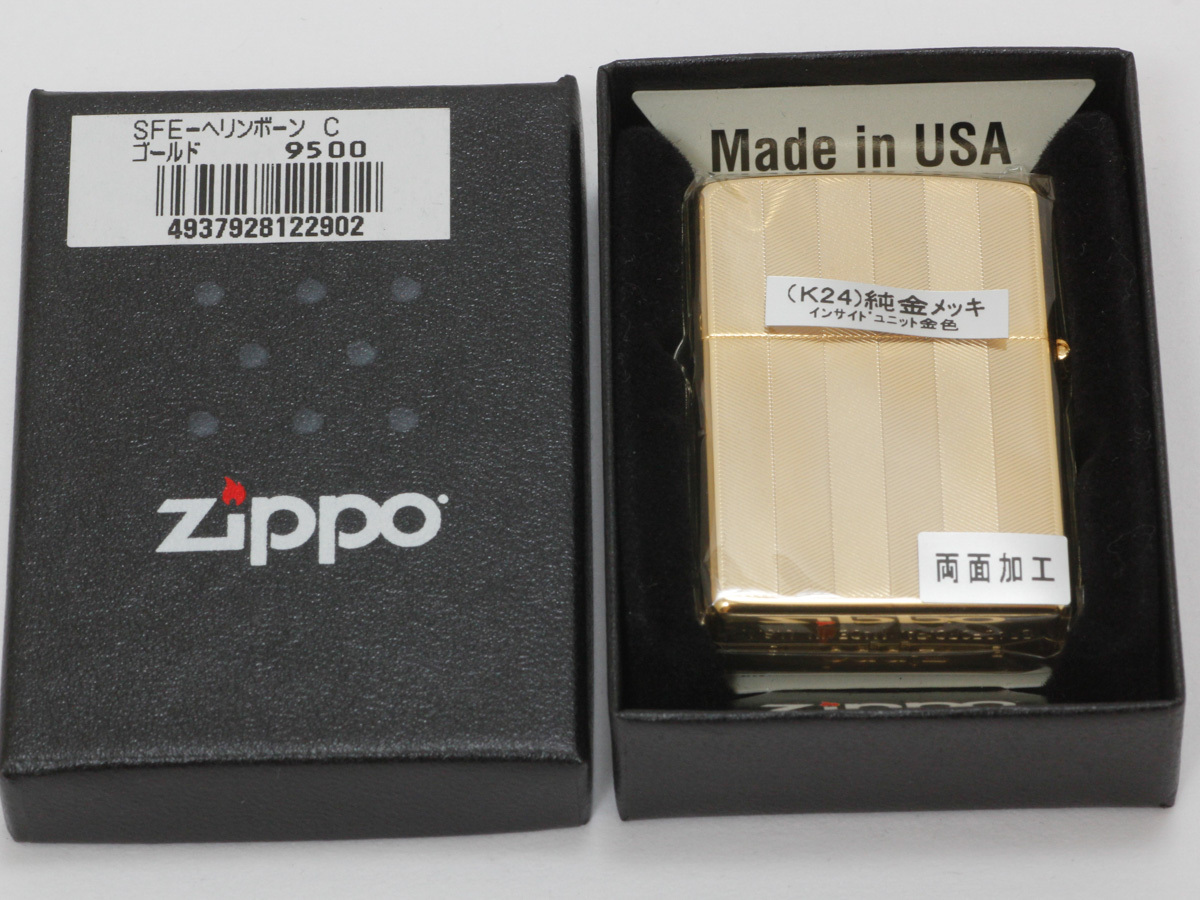 SFE-ヘリンボーン C
ゴールド 9500
4937928122902
zippo
Made in USA
(K24)純金メッキ
インサイド・ユニット金色
両面加工
zippo